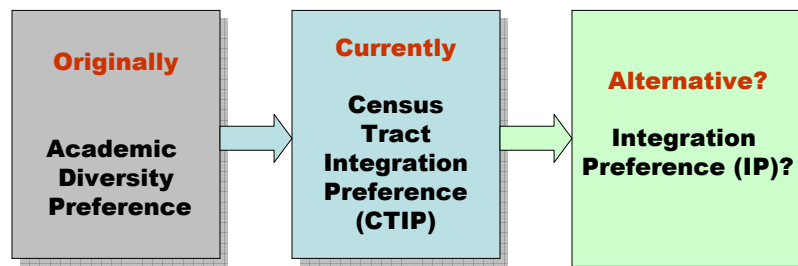 Originally
Academic
Diversity
Preference
Currently
Census
Tract
Integration
Preference
(CTIP)
Alternative?
Integration
Preference (IP)?